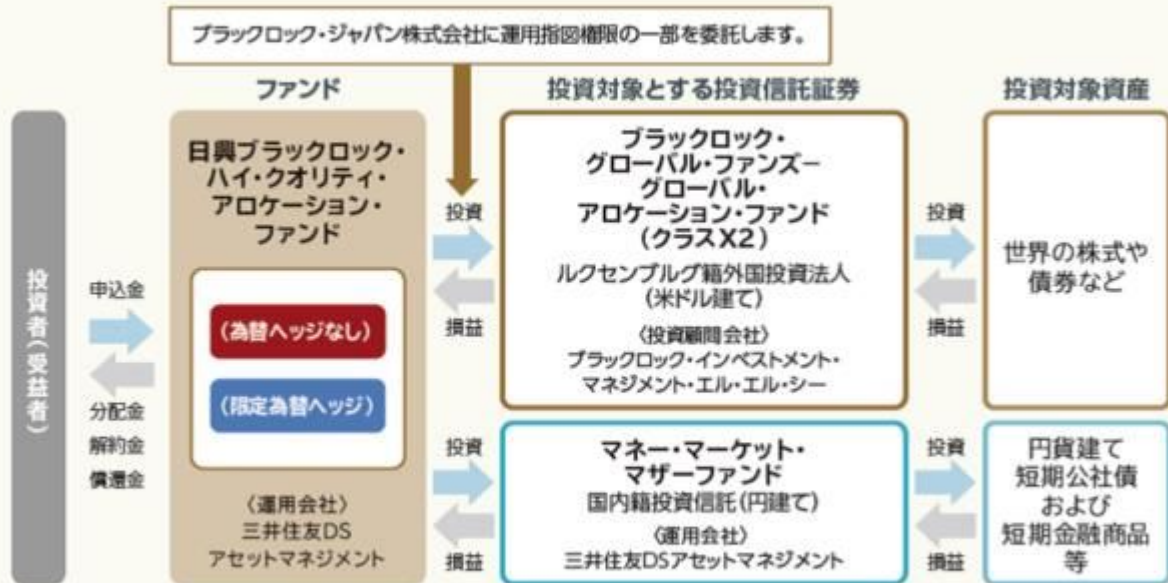 ブラックロック・ジャパン株式会社に運用指図権限の一部を委託します。
ファンド
投資対象とする投資信託証券
投資対象資産
投資者(受益者)
申込金
分配金
解約金
償還金
日興ブラックロック・
ハイ・クオリティ・
アロケーション・
ファンド
(為替ヘッジなし)
(限定為替ヘッジ)
〈運用会社〉
三井住友DS
アセットマネジメント
投資
損益
ブラックロック・
グローバル・ファンズ－
グローバル・
アロケーション・ファンド
(クラスX2)
ルクセンブルグ籍外国投資法人
(米ドル建て)
〈投資顧問会社〉
ブラックロック・インベストメント・
マネジメント・エル・エル・シー
投資
損益
世界の株式や
債券など
投資
損益
マネー・マーケット・
マザーファンド
国内籍投資信託(円建て)
〈運用会社〉
三井住友DSアセットマネジメント
投資
損益
円貨建て
短期公社債
および
短期金融商品
等